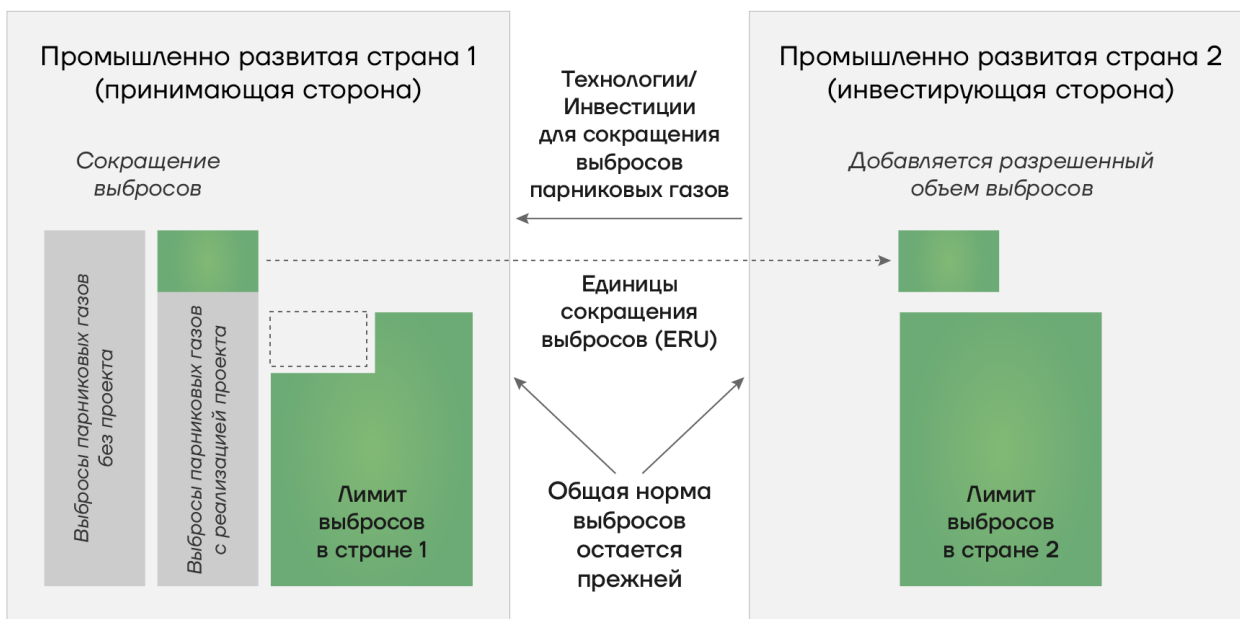 Промышленно развитая страна 1
(принимающая сторона)
Сокращение
выбросов
Выбросы парниковых газов
без проекта
Выбросы парниковых газов
с реализацией проекта
Лимит
выбросов
в стране 1
Технологии/
Инвестиции
для сокращения
выбросов
парниковых газов
Единицы
сокращения
выбросов (ERU)
Общая норма
выбросов
остается
прежней
Промышленно развитая страна 2
(инвестирующая сторона)
Добавляется разрешенный
объем выбросов
Лимит
выбросов
в стране 2